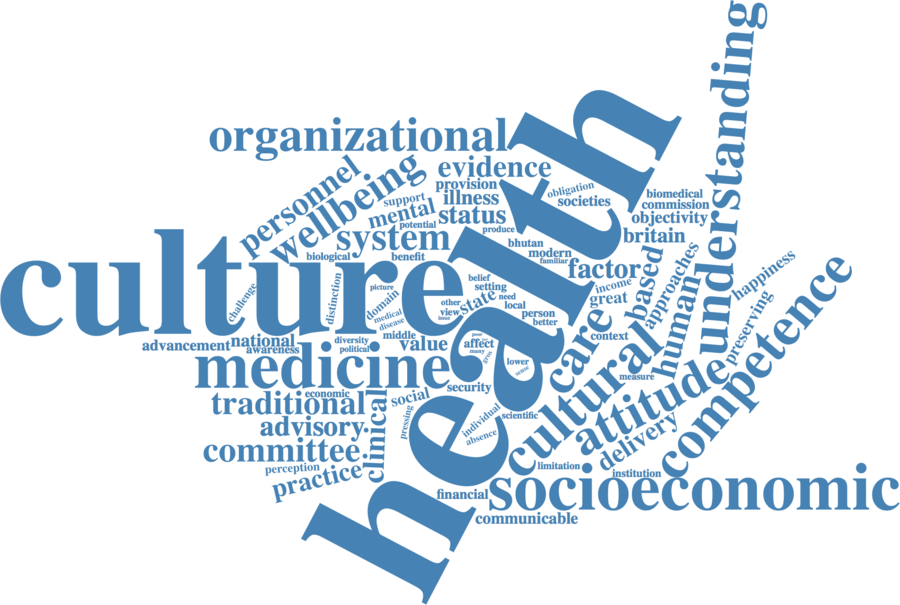 understanding
health
organizational
evidence
personnel
wellbeing
provision
illness
obligation
societies
biomedical
commission
objectivity
britain
support
mental
potential
status
produce
system
biological
benefit
bhutan
modern
familiar
factor
culture
challenge
distinction
picture
domain
medical
disease
belief
setting
other
view
need
state
local
person
better
income
great
based
approaches
human
happiness
preserving
competence
advancement
national
awareness
diversity
political
middle
value
affect
many
lower
sense
care
context
cultural
measure
attitude
medicine
economic
security
traditional
advisory
clinical
social
pressing
individual
absence
scientific
committee
perception
practice
limitation
delivery
institution
financial
socioeconomic
communicable